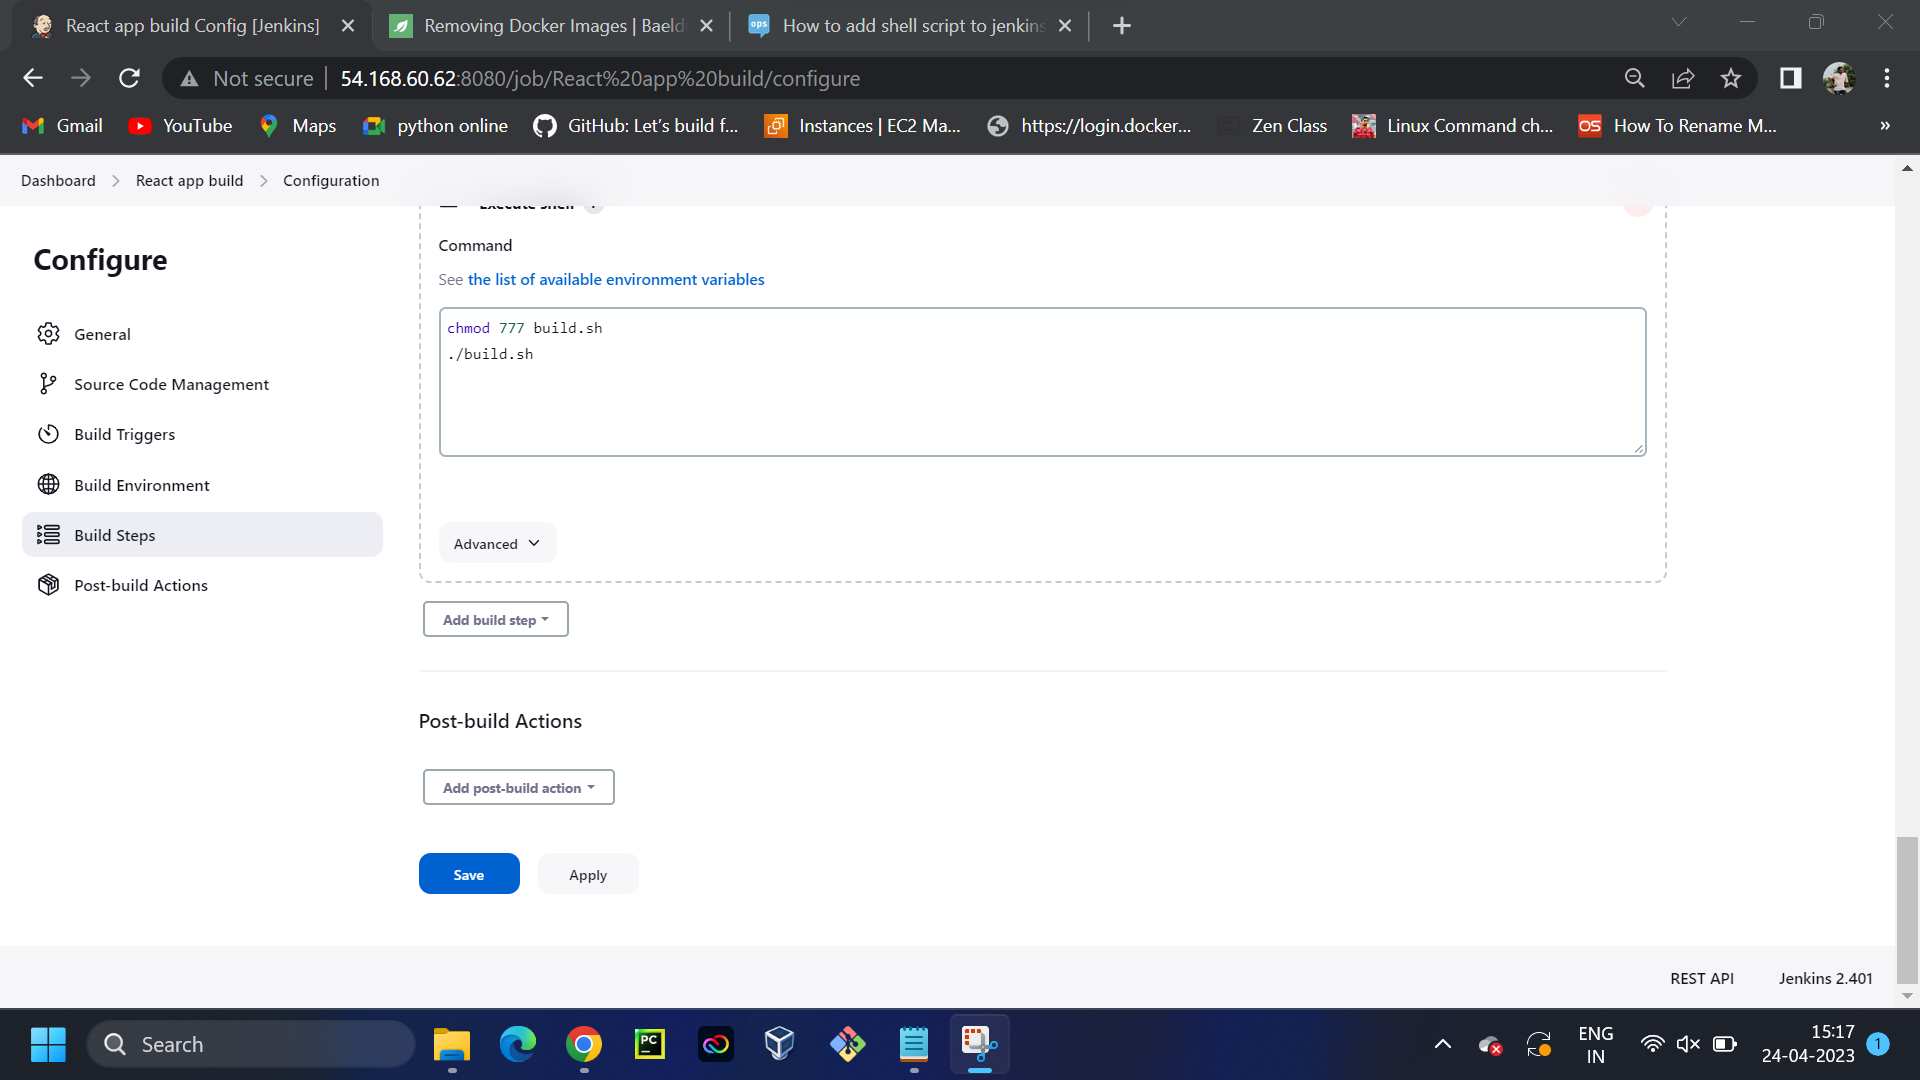 React app build Config [Jenkins]
Removing Docker Images | Baeld
ops
How to add shell script to jenkins
Not secure
54.168.60.62:8080/job/React%20app%20build/configure
Gmail
YouTube
Maps
python online
GitHub: Let's build f...
Instances | EC2 Ma...
https://login.docker...
Zen Class
Linux Command ch...
OS
How To Rename M...
»
Dashboard
React app build
Configuration
Execute shell
Configure
General
Source Code Management
Build Triggers
Build Environment
Build Steps
Post-build Actions
Command
See the list of available environment variables
chmod 777 build.sh
./build.sh
Advanced
Add build step
Post-build Actions
Add post-build action
Save
Apply
REST API
Jenkins 2.401
Search
PC
ENG
IN
15:17
24-04-2023
1